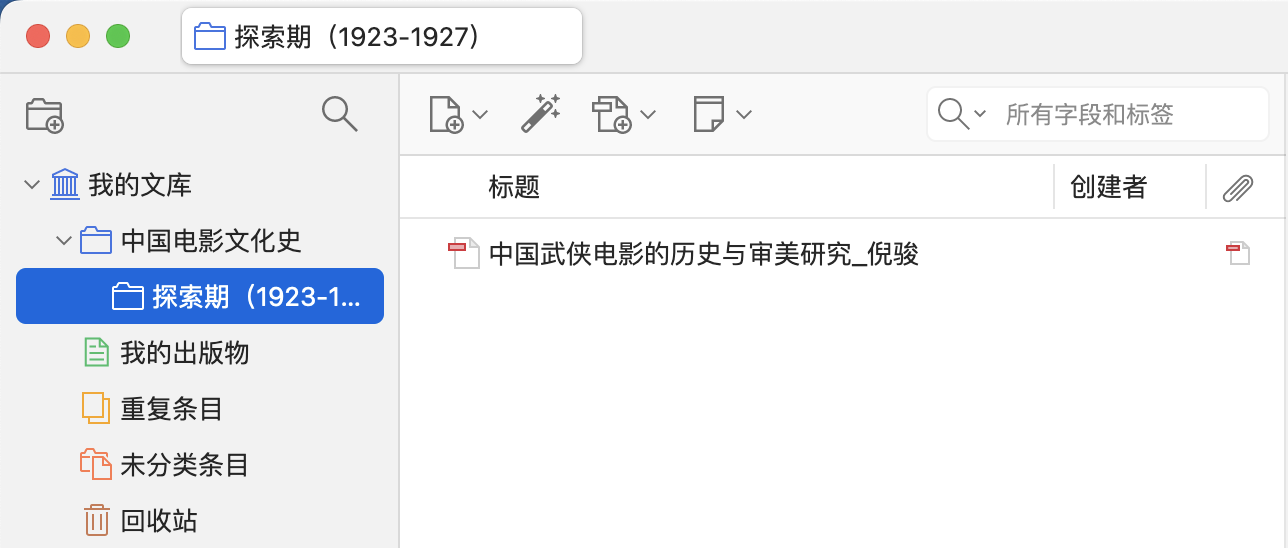 探索期（1923-1927）
所有字段和标签
我的文库
中国电影文化史
探索期（1923-1...
我的出版物
重复条目
未分类条目
回收站
标题
创建者
中国武侠电影的历史与审美研究_倪骏